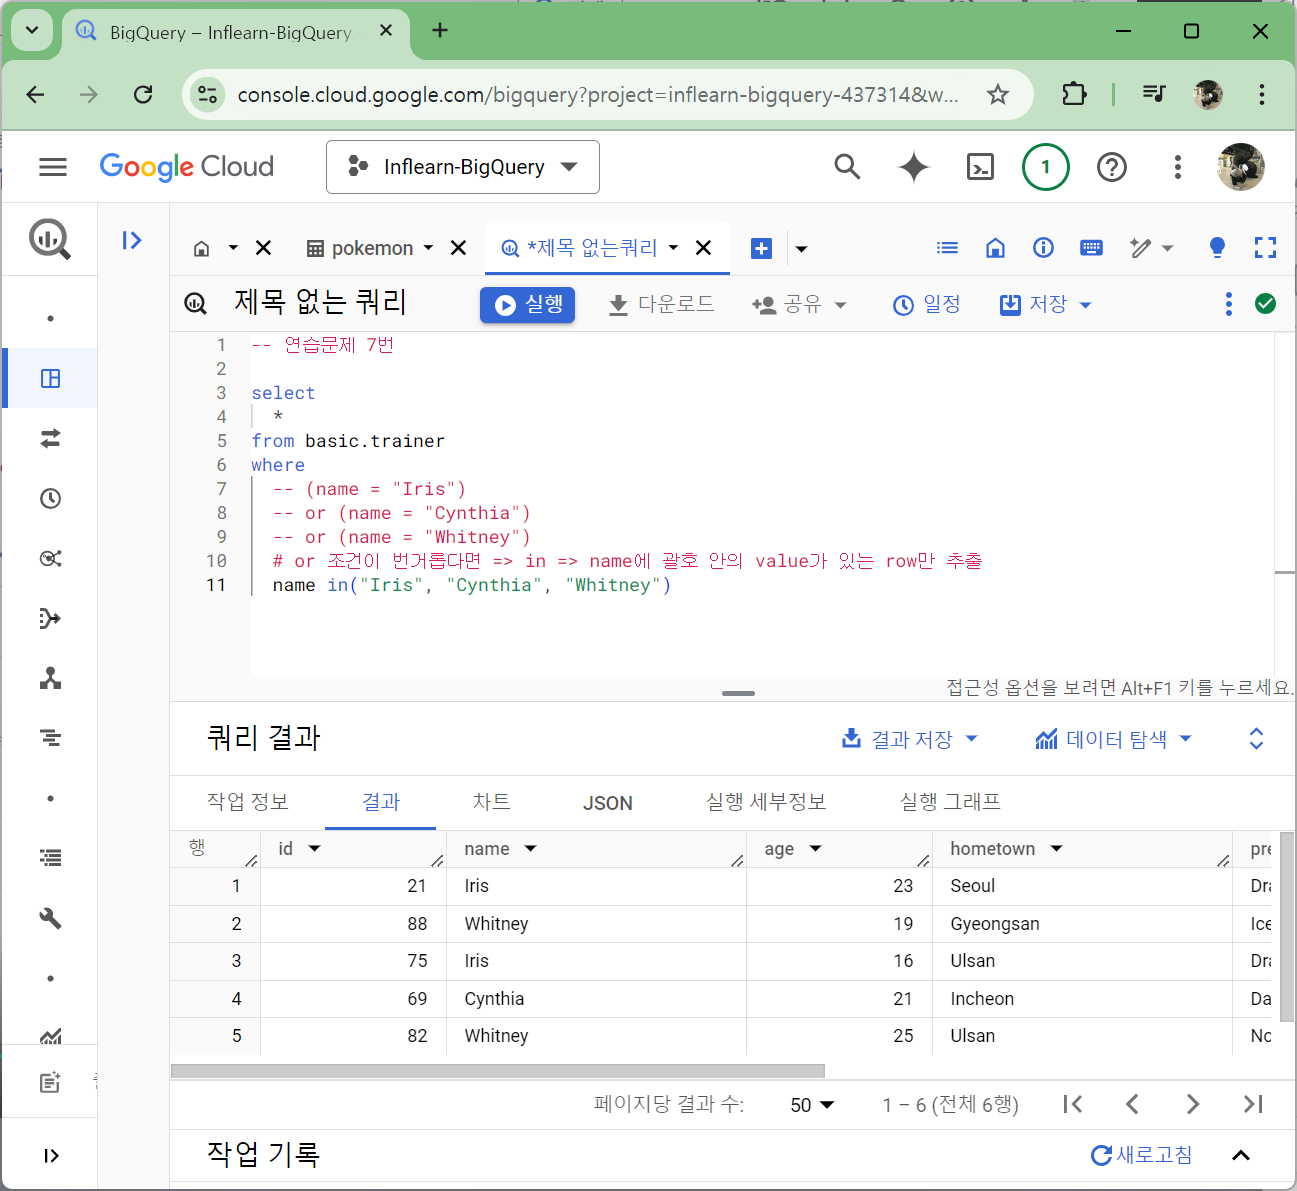 BigQuery – Inflearn-BigQuery
console.cloud.google.com/bigquery?project=inflearn-bigquery-437314&w...
Google Cloud
Inflearn-BigQuery
1
pokemon
*제목 없는쿼리
제목 없는 쿼리
실행
다운로드
공유
일정
저장
1 -- 연습문제 7번
2
3 select
4 *
5 from basic.trainer
6 where
7 -- (name = "Iris")
8 -- or (name = "Cynthia")
9 -- or (name = "Whitney")
10 # or 조건이 번거롭다면 => in => name에 괄호 안의 value가 있는 row만 추출
11 name in("Iris", "Cynthia", "Whitney")
접근성 옵션을 보려면 Alt+F1 키를 누르세요.
쿼리 결과
결과 저장
데이터 탐색
작업 정보
결과
차트
JSON
실행 세부정보
실행 그래프
행 id name age hometown pre
1 21 Iris 23 Seoul Dra
2 88 Whitney 19 Gyeongsan Ice
3 75 Iris 16 Ulsan Dra
4 69 Cynthia 21 Incheon Da
5 82 Whitney 25 Ulsan No
페이지당 결과 수: 50 1 – 6 (전체 6행)
작업 기록
새로고침